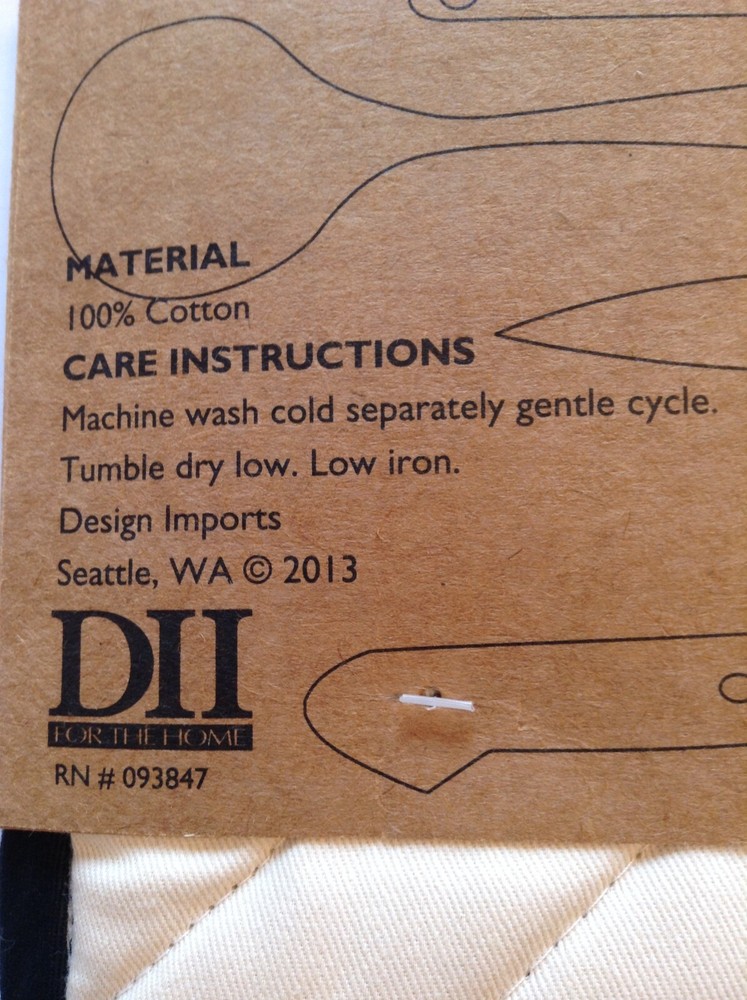 MATERIAL
100% Cotton
CARE INSTRUCTIONS
Machine wash cold separately gentle cycle.
Tumble dry low. Low iron.
Design Imports
Seattle, WA © 2013
DII
FOR THE HOME
RN # 093847